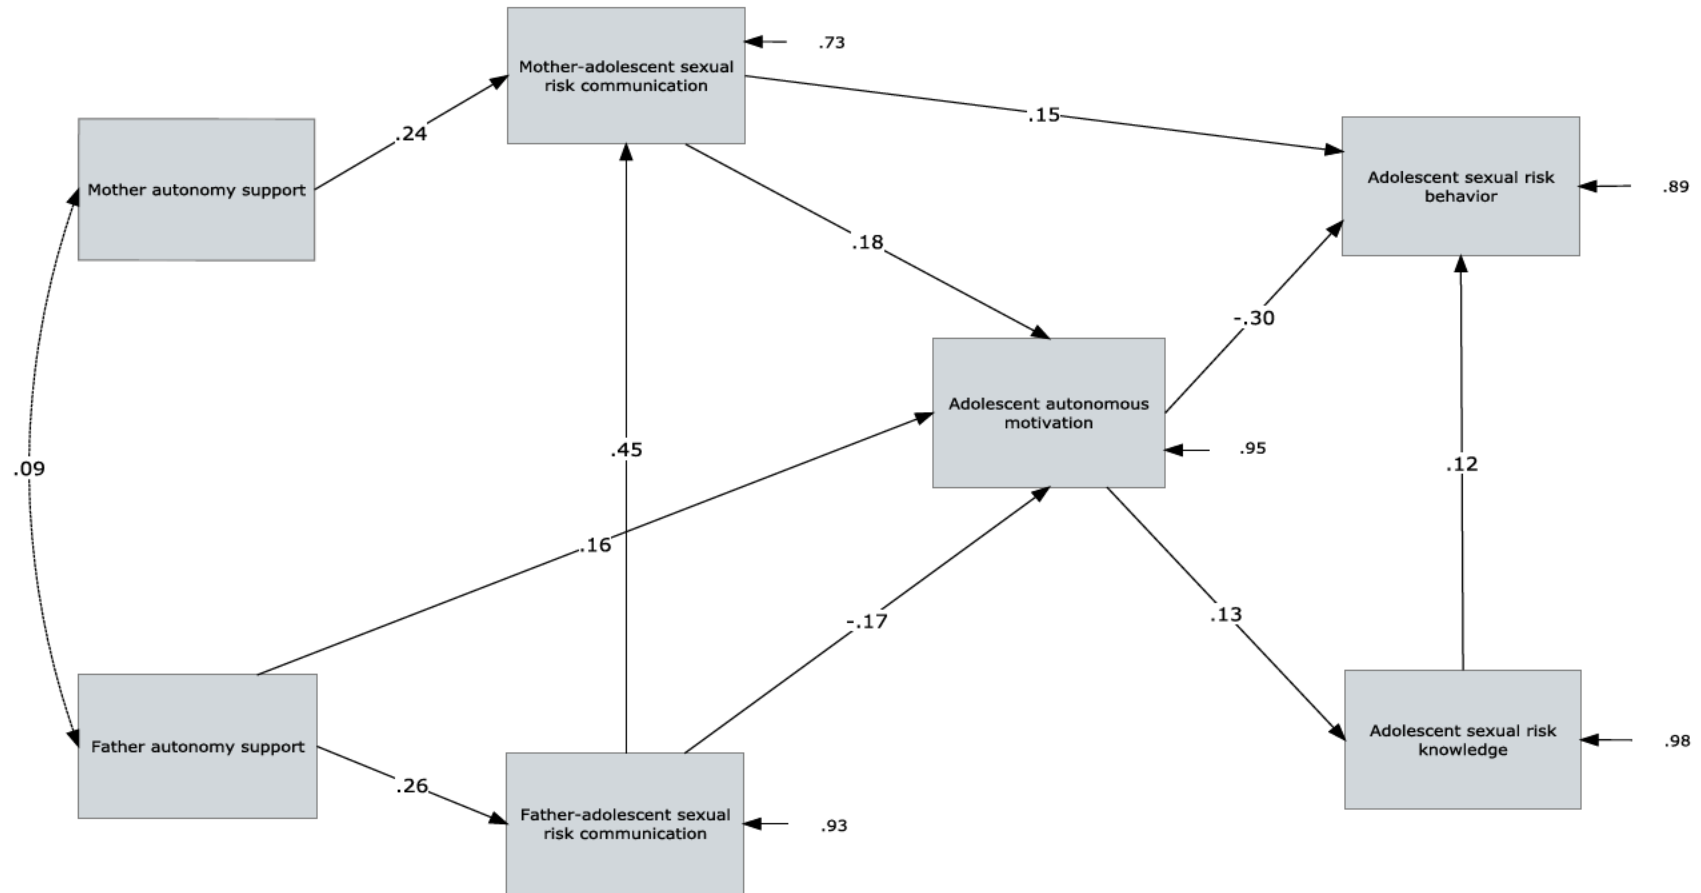 Mother-adolescent sexual
risk communication
.73
.15
.24
Mother autonomy support
Adolescent sexual risk
behavior
.89
.18
-.30
Adolescent autonomous
motivation
.95
.45
.09
.12
.16
-.17
.13
Father autonomy support
Adolescent sexual risk
knowledge
.98
.26
Father-adolescent sexual
risk communication
.93